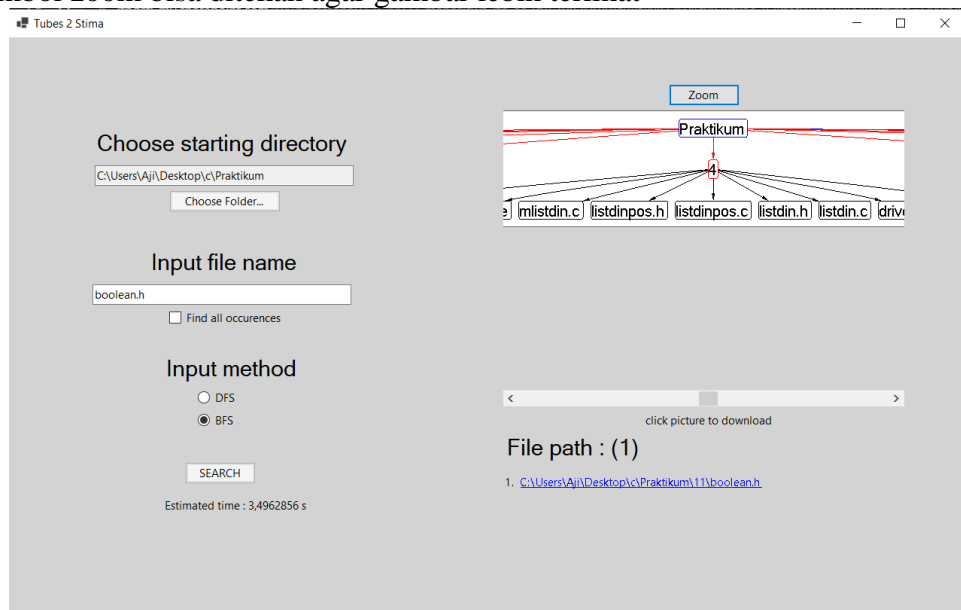 Tubes 2 Stima
Choose starting directory
C:\Users\Aji\Desktop\c\Praktikum
Choose Folder...
Input file name
boolean.h
Find all occurences
Input method
DFS
BFS
SEARCH
Estimated time : 3,4962856 s
Zoom
Praktikum
4
mlistdin.c listdinpos.h listdinpos.c listdin.h listdin.c
click picture to download
File path : (1)
1. C:\Users\Aji\Desktop\c\Praktikum\11\boolean.h